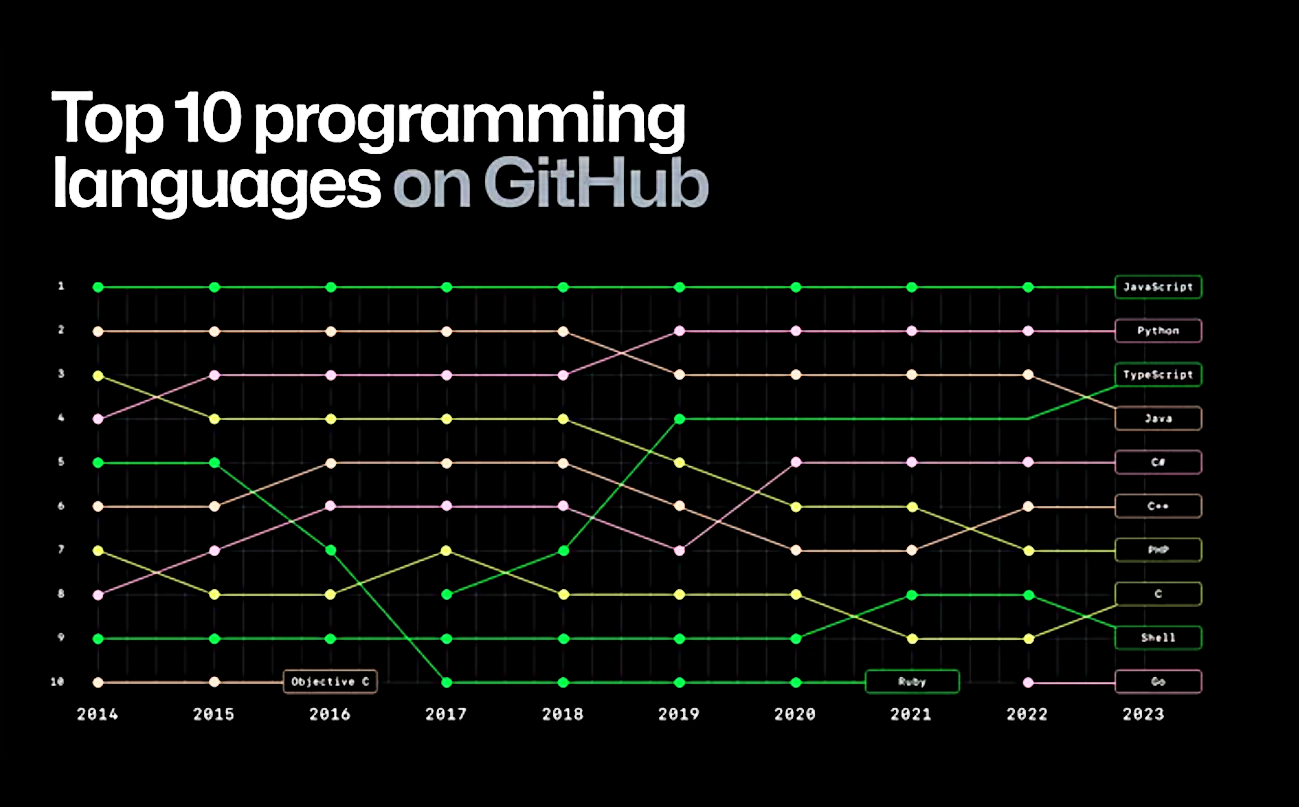 Top 10 programming
languages on GitHub
1
JavaScript
2
Python
3
TypeScript
4
Java
5
C#
6
C++
7
PHP
8
C
9
Shell
10
Objective C
Ruby
Go
2014 2015 2016 2017 2018 2019 2020 2021 2022 2023